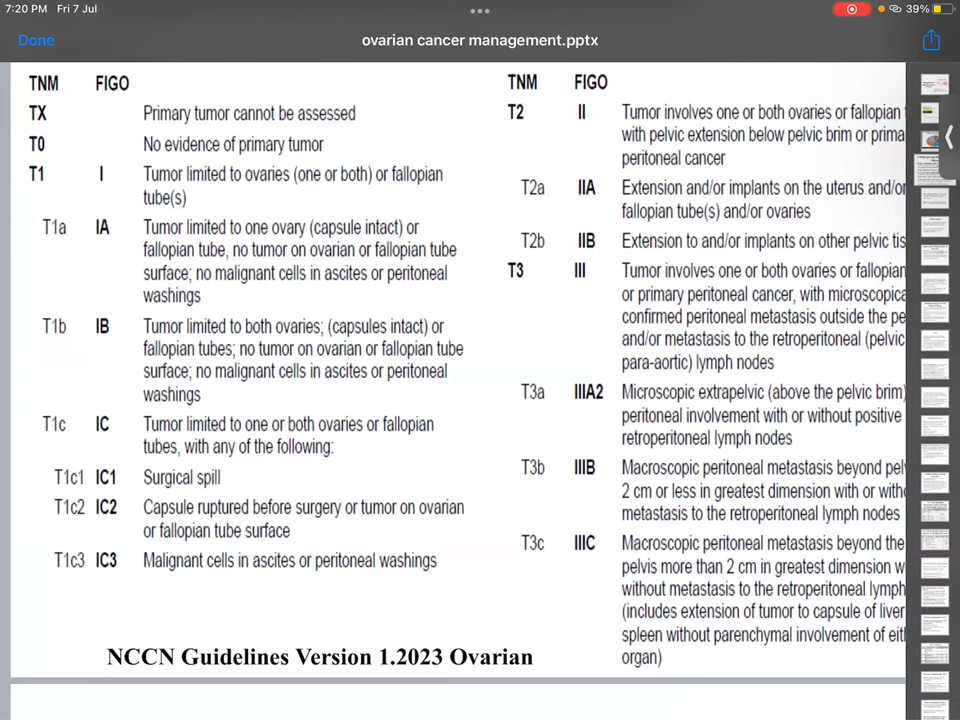 7:20 PM Fri 7 Jul
39%
Done
ovarian cancer management.pptx
TNM FIGO
TX Primary tumor cannot be assessed
T0 No evidence of primary tumor
T1 I Tumor limited to ovaries (one or both) or fallopian
tube(s)
T1a IA Tumor limited to one ovary (capsule intact) or
fallopian tube, no tumor on ovarian or fallopian tube
surface; no malignant cells in ascites or peritoneal
washings
T1b IB Tumor limited to both ovaries; (capsules intact) or
fallopian tubes; no tumor on ovarian or fallopian tube
surface; no malignant cells in ascites or peritoneal
washings
T1c IC Tumor limited to one or both ovaries or fallopian
tubes, with any of the following:
T1c1 IC1 Surgical spill
T1c2 IC2 Capsule ruptured before surgery or tumor on ovarian
or fallopian tube surface
T1c3 IC3 Malignant cells in ascites or peritoneal washings
TNM FIGO
T2 II Tumor involves one or both ovaries or fallopian
with pelvic extension below pelvic brim or prima
peritoneal cancer
T2a IIA Extension and/or implants on the uterus and/or
fallopian tube(s) and/or ovaries
T2b IIB Extension to and/or implants on other pelvic tis
T3 III Tumor involves one or both ovaries or fallopian
or primary peritoneal cancer, with microscopica
confirmed peritoneal metastasis outside the pe
and/or metastasis to the retroperitoneal (pelvic
para-aortic) lymph nodes
T3a IIIA2 Microscopic extrapelvic (above the pelvic brim)
peritoneal involvement with or without positive
retroperitoneal lymph nodes
T3b IIIB Macroscopic peritoneal metastasis beyond pel
2 cm or less in greatest dimension with or with
metastasis to the retroperitoneal lymph nodes
T3c IIIC Macroscopic peritoneal metastasis beyond the
pelvis more than 2 cm in greatest dimension w
without metastasis to the retroperitoneal lymph
(includes extension of tumor to capsule of liver
spleen without parenchymal involvement of eit
organ)
NCCN Guidelines Version 1.2023 Ovarian